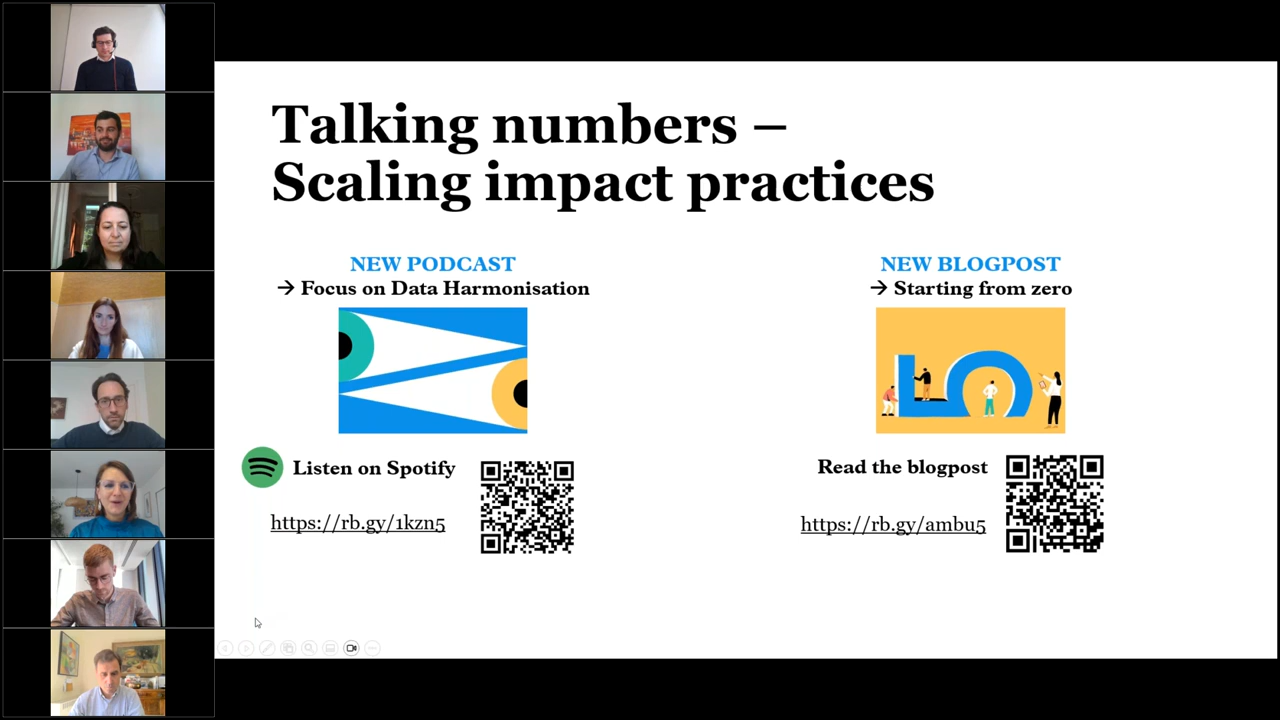 Talking numbers –
Scaling impact practices
NEW PODCAST
→ Focus on Data Harmonisation
Listen on Spotify
https://rb.gy/1kzn5
NEW BLOGPOST
→ Starting from zero
Read the blogpost
https://rb.gy/ambu5